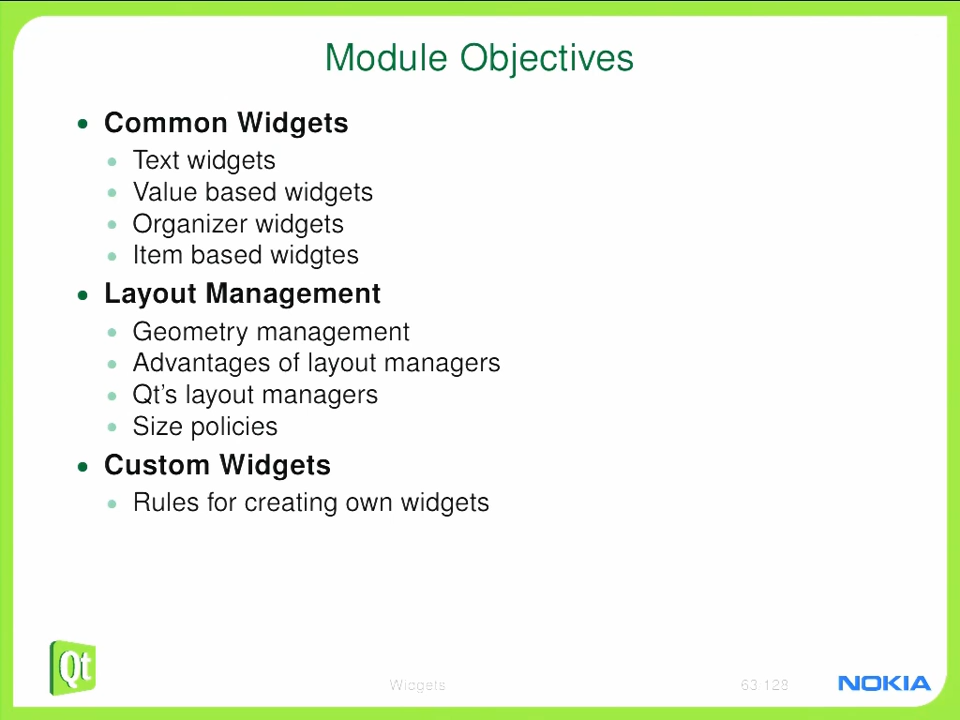 Module Objectives
• Common Widgets
• Text widgets
• Value based widgets
• Organizer widgets
• Item based widgtes
• Layout Management
• Geometry management
• Advantages of layout managers
• Qt's layout managers
• Size policies
• Custom Widgets
• Rules for creating own widgets
Qt
Widgets
63 128
NOKIA